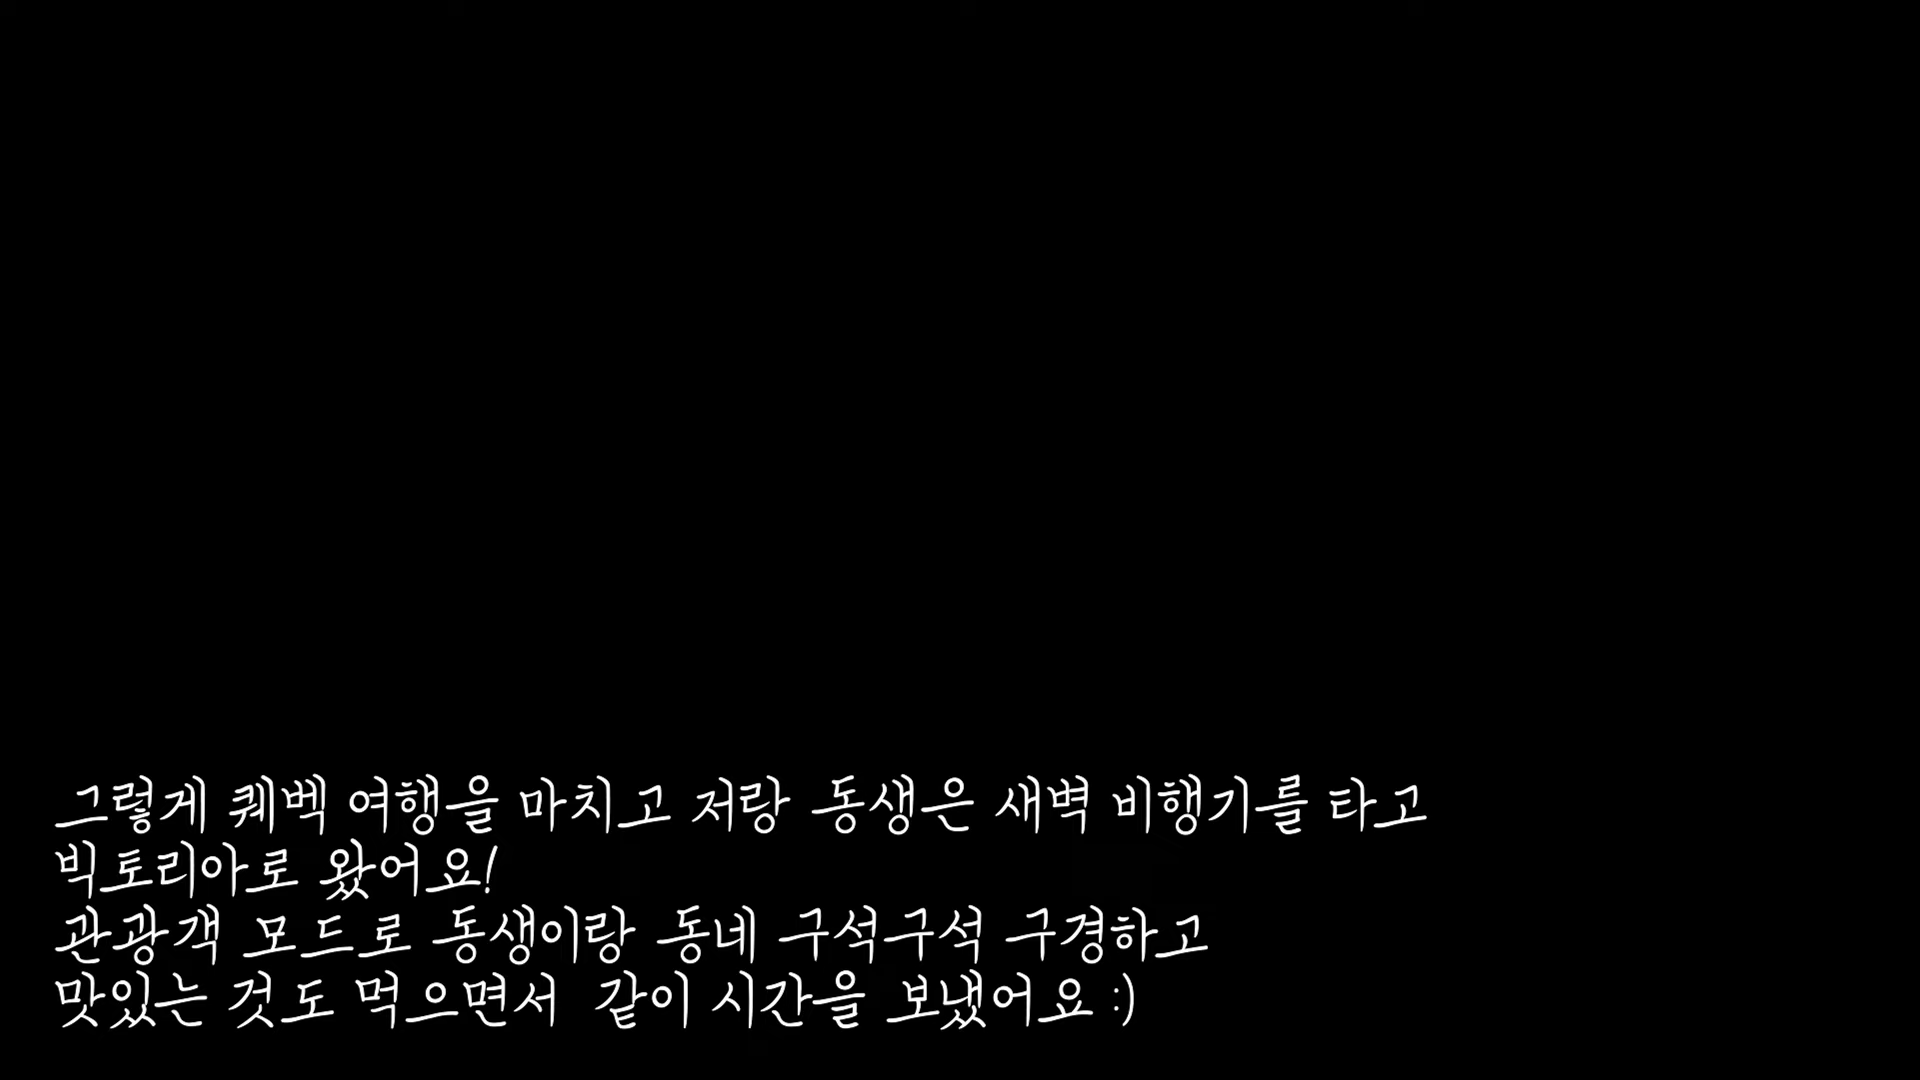 그렇게 퀘벡 여행을 마치고 저랑 동생은 새벽 비행기를 타고
빅토리아로 왔어요!
관광객 모드로 동생이랑 동네 구석구석 구경하고
맛있는 것도 먹으면서 같이 시간을 보냈어요 :)